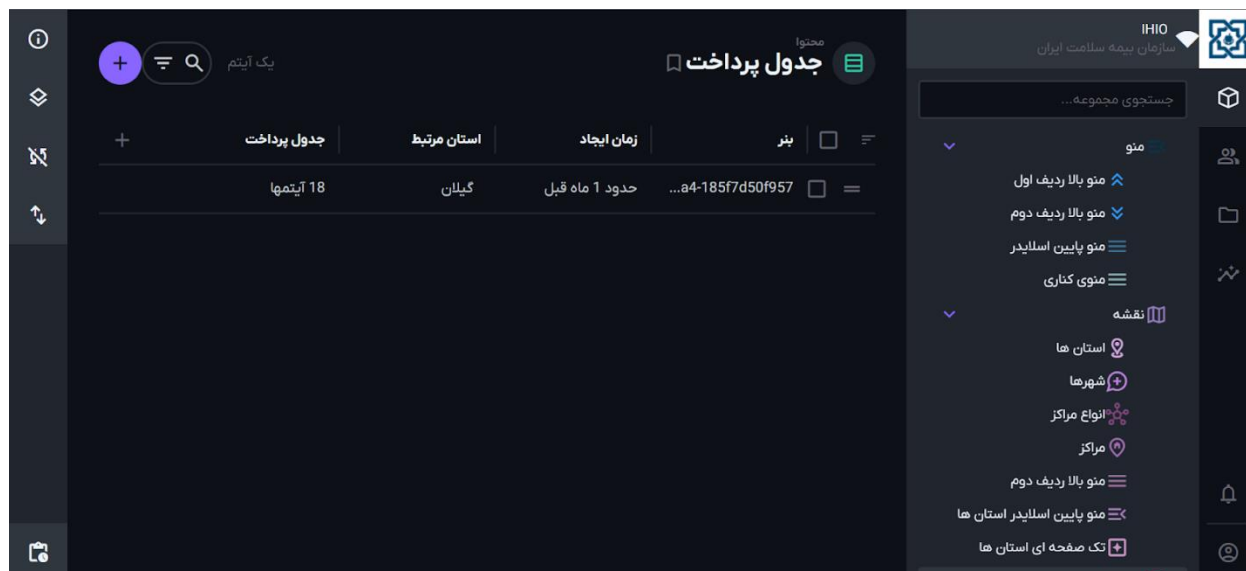 IHIO
سازمان بیمه سلامت ایران
جستجوی مجموعه...
منو
منو بالا ردیف اول
منو بالا ردیف دوم
منو پایین اسلایدر
منوی کناری
نقشه
استان ها
شهرها
انواع مراکز
مراکز
منو بالا ردیف دوم
منو پایین اسلایدر استان ها
تک صفحه ای استان ها
محتوا
جدول پرداخت
یک آیتم
بنر
زمان ایجاد
استان مرتبط
جدول پرداخت
...a4-185f7d50f957
حدود 1 ماه قبل
گیلان
18 آیتمها